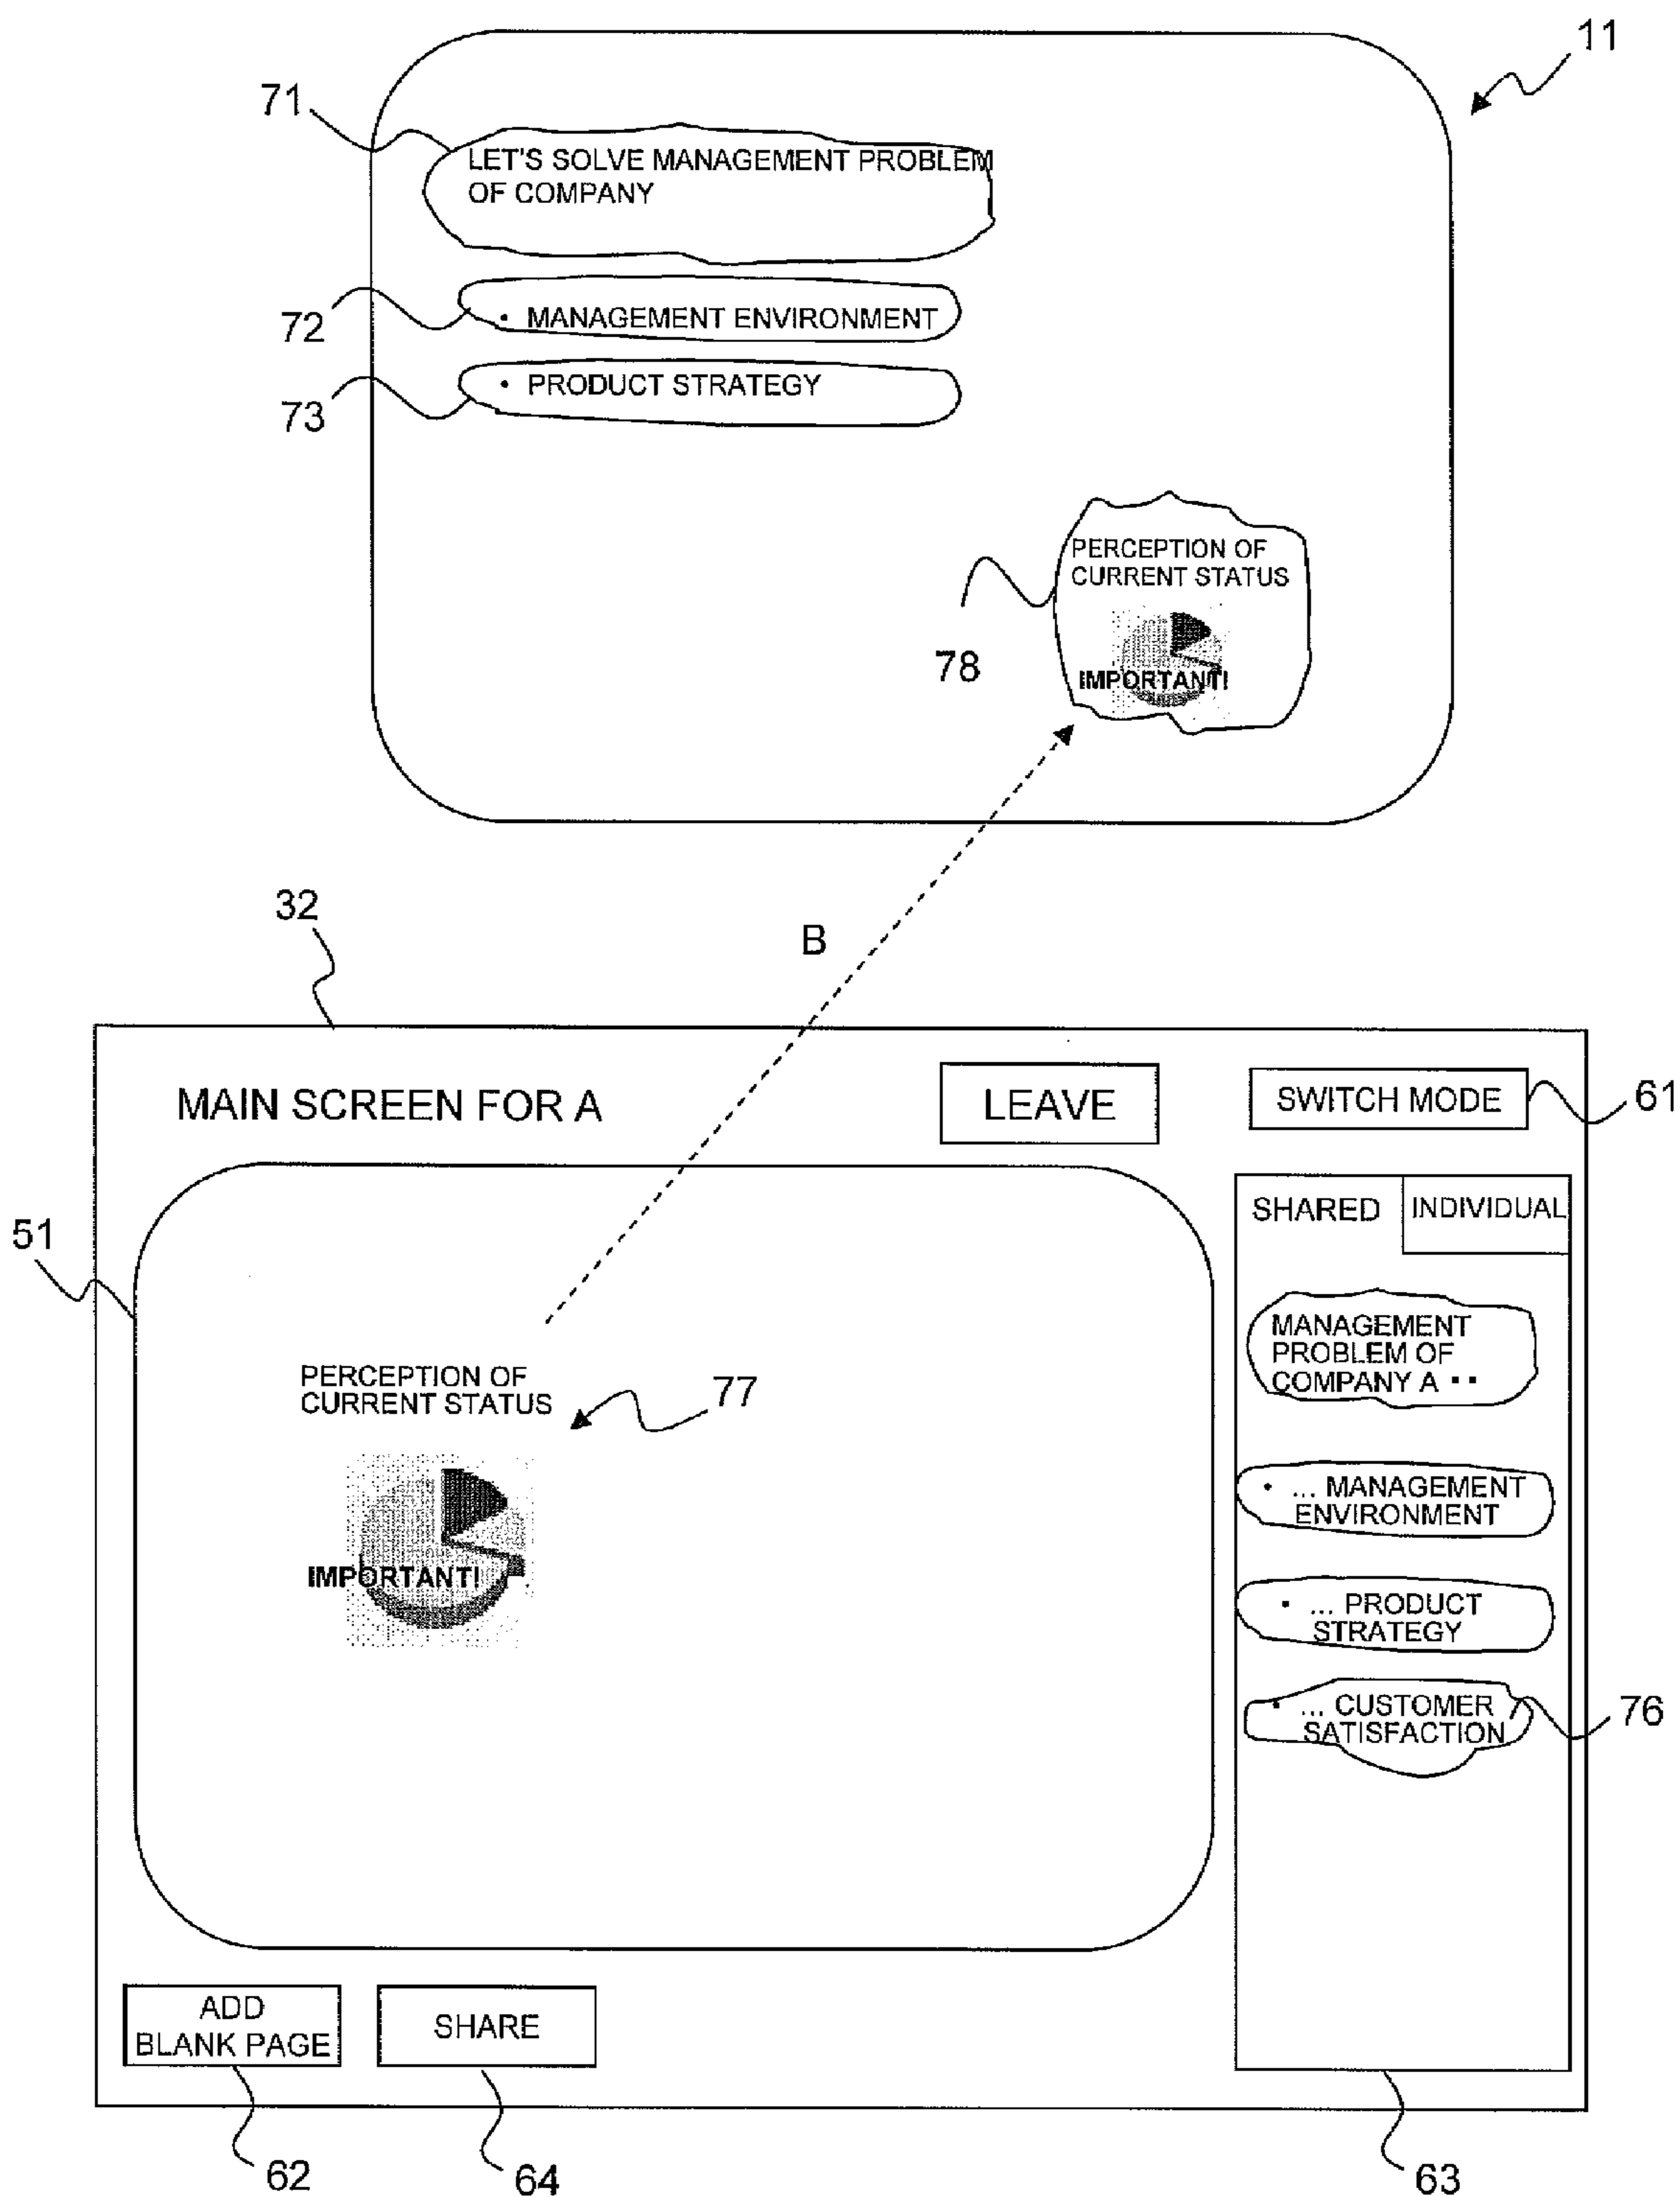 11
71
LET'S SOLVE MANAGEMENT PROBLEM
OF COMPANY
72
• MANAGEMENT ENVIRONMENT
73
• PRODUCT STRATEGY
PERCEPTION OF
CURRENT STATUS
IMPORTANT!
78
32
B
MAIN SCREEN FOR A
LEAVE
SWITCH MODE
61
51
SHARED
INDIVIDUAL
MANAGEMENT
PROBLEM OF
COMPANY A ▪ ▪
PERCEPTION OF
CURRENT STATUS
77
IMPORTANT!
• ... MANAGEMENT
ENVIRONMENT
• ... PRODUCT
STRATEGY
• ... CUSTOMER
SATISFACTION
76
ADD
BLANK PAGE
SHARE
62
64
63